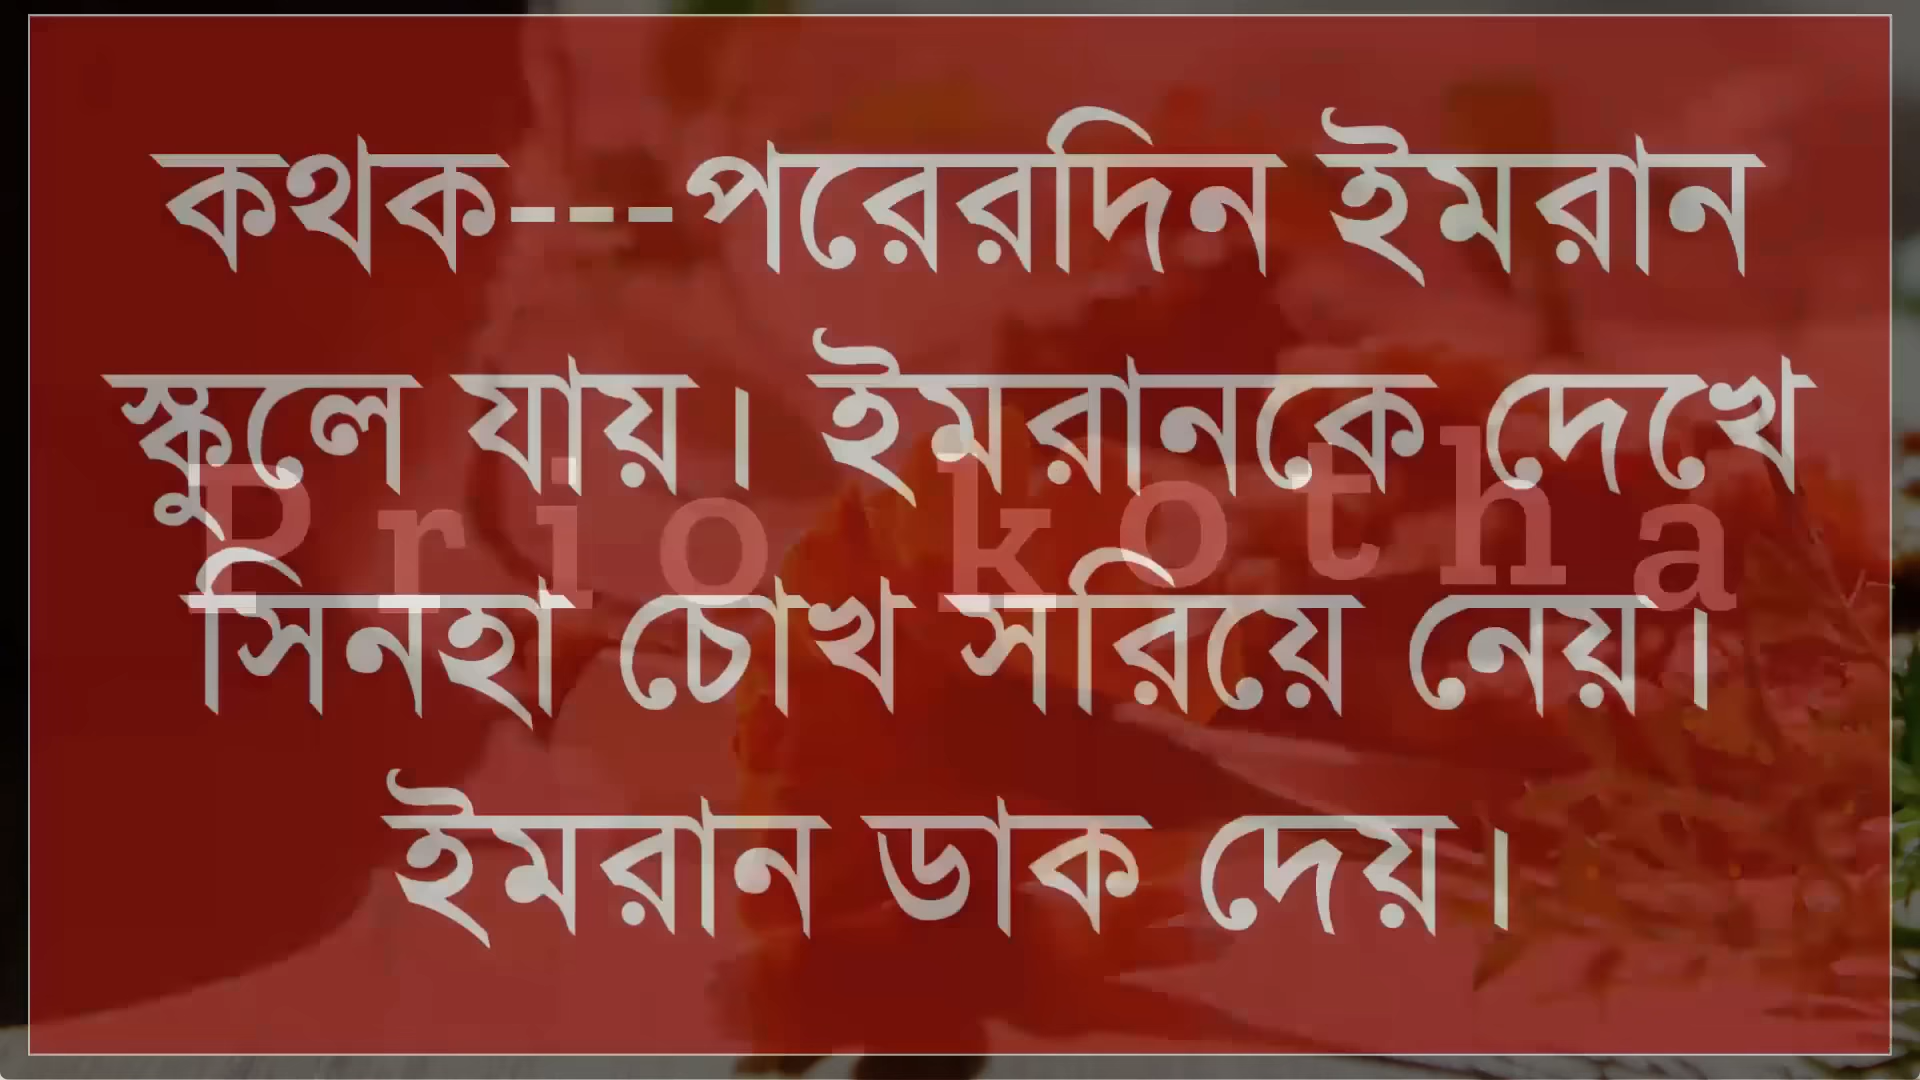 কথক---পরেরদিন ইমরান
স্কুলে যায়। ইমরানকে দেখে
Prio kotha
সিনহা চোখ সরিয়ে নেয়।
ইমরান ডাক দেয়।